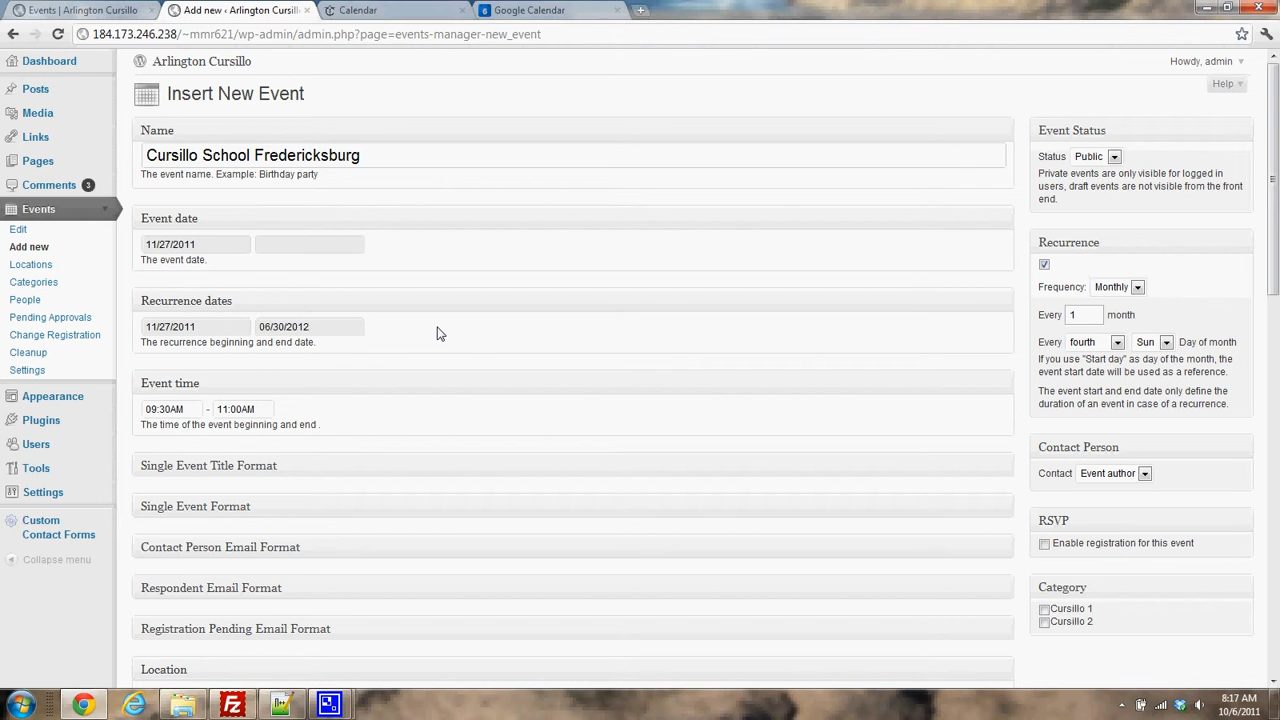 Events | Arlington Cursillo
Add new ‹ Arlington Cursillo
Calendar
Google Calendar
184.173.246.238/~mmr621/wp-admin/admin.php?page=events-manager-new_event
Dashboard
Posts
Media
Links
Pages
Comments 3
Events
Edit
Add new
Locations
Categories
People
Pending Approvals
Change Registration
Cleanup
Settings
Appearance
Plugins
Users
Tools
Settings
Custom
Contact Forms
Collapse menu
Arlington Cursillo
Howdy, admin
Help
Insert New Event
Name
Cursillo School Fredericksburg
The event name. Example: Birthday party
Event date
11/27/2011
The event date.
Recurrence dates
11/27/2011 06/30/2012
The recurrence beginning and end date.
Event time
09:30AM - 11:00AM
The time of the event beginning and end .
Single Event Title Format
Single Event Format
Contact Person Email Format
Respondent Email Format
Registration Pending Email Format
Location
Event Status
Status Public
Private events are only visible for logged in
users, draft events are not visible from the front
end.
Recurrence
Frequency: Monthly
Every 1 month
Every fourth Sun Day of month
If you use "Start day" as day of the month, the
event start date will be used as a reference.
The event start and end date only define the
duration of an event in case of a recurrence.
Contact Person
Contact Event author
RSVP
Enable registration for this event
Category
Cursillo 1
Cursillo 2
8:17 AM
10/6/2011